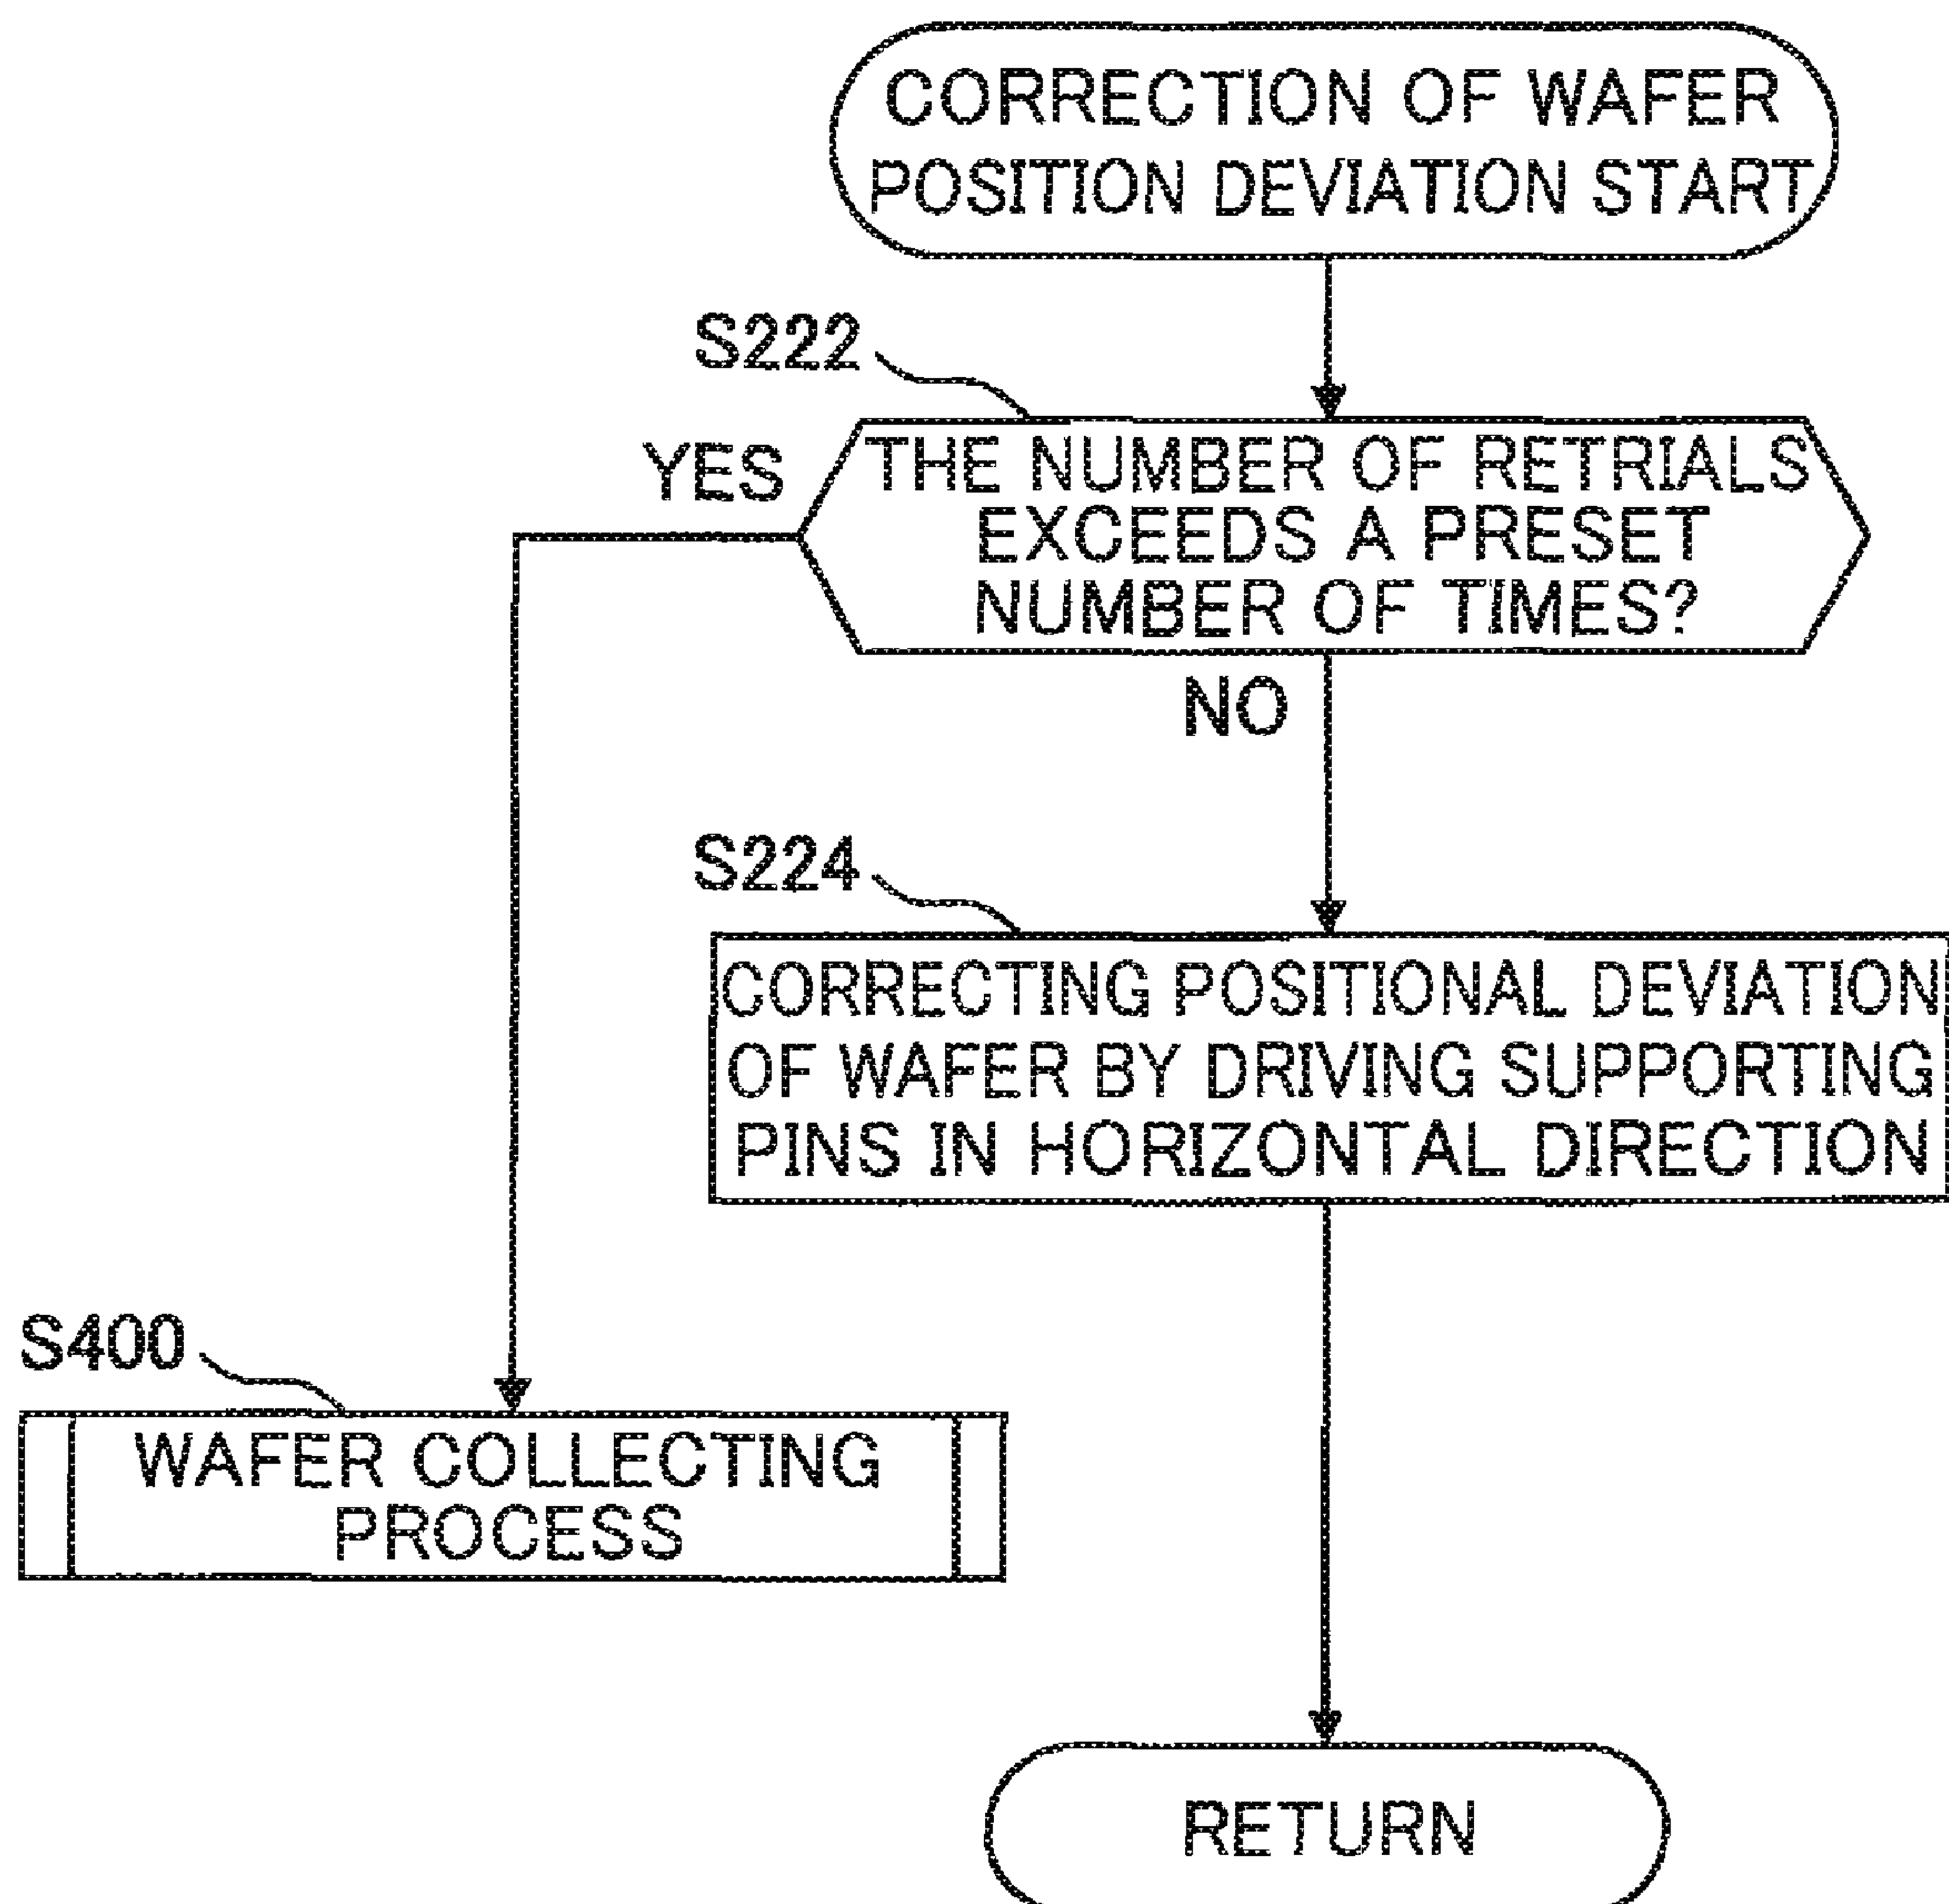 CORRECTION OF WAFER
POSITION DEVIATION START
S222
YES
THE NUMBER OF RETRIALS
EXCEEDS A PRESET
NUMBER OF TIMES?
NO
S224
CORRECTING POSITIONAL DEVIATION
OF WAFER BY DRIVING SUPPORTING
PINS IN HORIZONTAL DIRECTION
S400
WAFER COLLECTING
PROCESS
RETURN